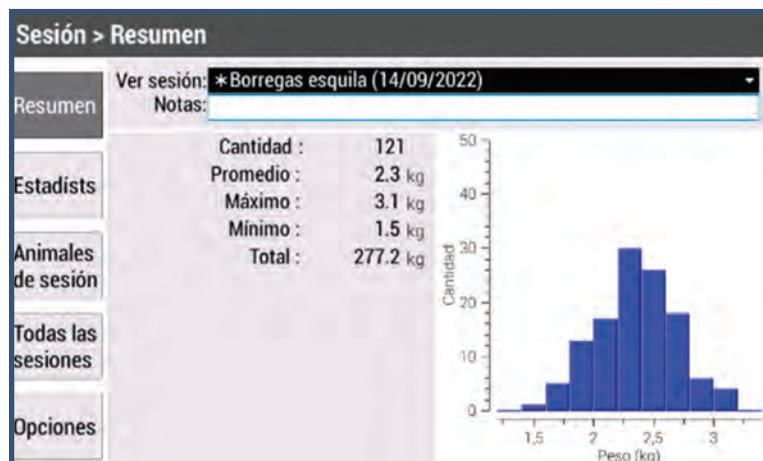 Sesión > Resumen
Resumen
Ver sesión: ∗Borregas esquila (14/09/2022)
Notas:
Estadísts
Animales
de sesión
Todas las
sesiones
Opciones
Cantidad : 121
Promedio : 2.3 kg
Máximo : 3.1 kg
Mínimo : 1.5 kg
Total : 277.2 kg
Cantidad
50
40
30
20
10
0
1,5 2 2,5 3
Peso (kg)